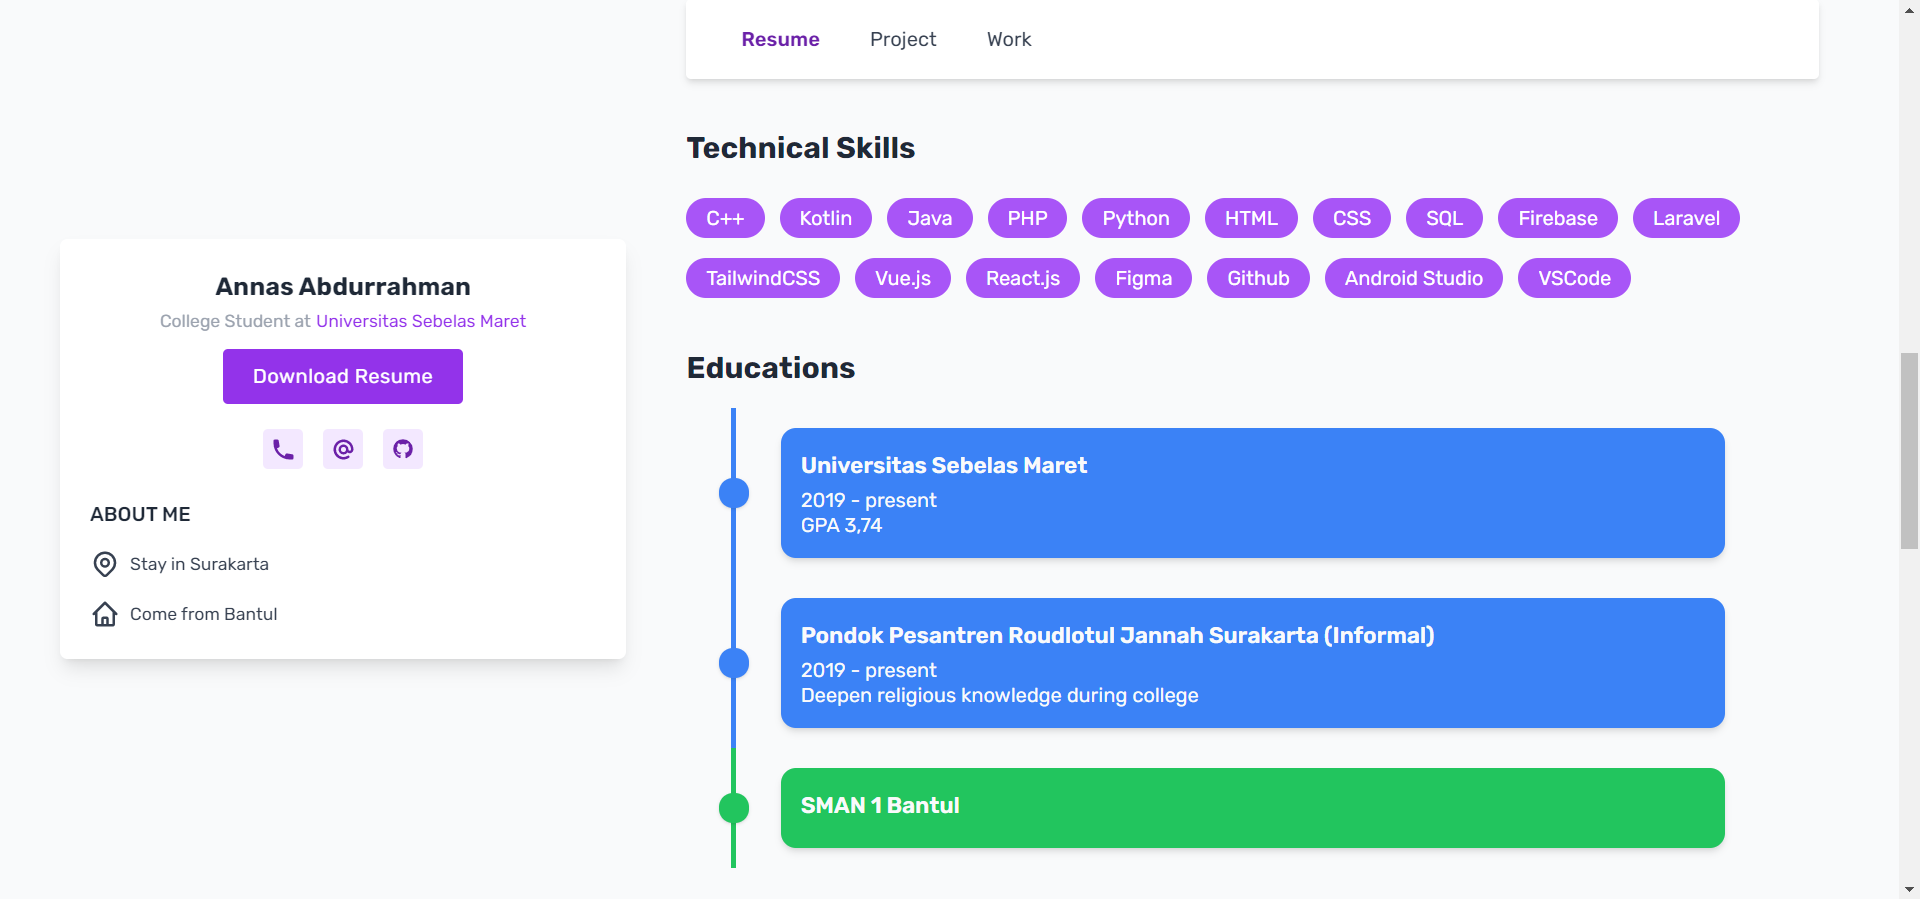 Resume Project Work
Annas Abdurrahman
College Student at Universitas Sebelas Maret
Download Resume
ABOUT ME
Stay in Surakarta
Come from Bantul
Technical Skills
C++ Kotlin Java PHP Python HTML CSS SQL Firebase Laravel
TailwindCSS Vue.js React.js Figma Github Android Studio VSCode
Educations
Universitas Sebelas Maret
2019 - present
GPA 3,74
Pondok Pesantren Roudlotul Jannah Surakarta (Informal)
2019 - present
Deepen religious knowledge during college
SMAN 1 Bantul